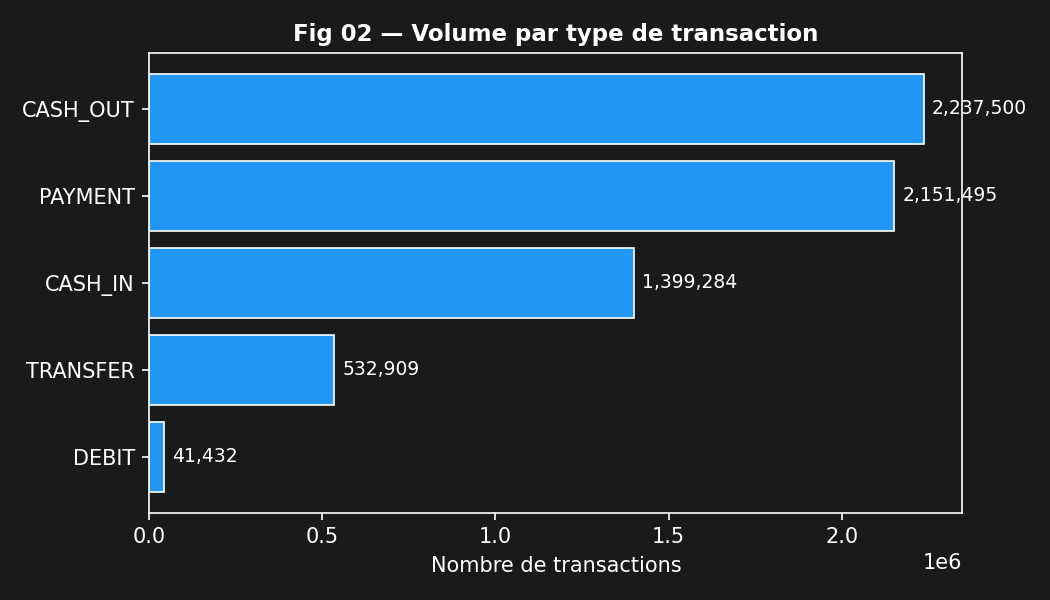 Fig 02 — Volume par type de transaction
CASH_OUT 2,237,500
PAYMENT 2,151,495
CASH_IN 1,399,284
TRANSFER 532,909
DEBIT 41,432
0.0 0.5 1.0 1.5 2.0
1e6
Nombre de transactions